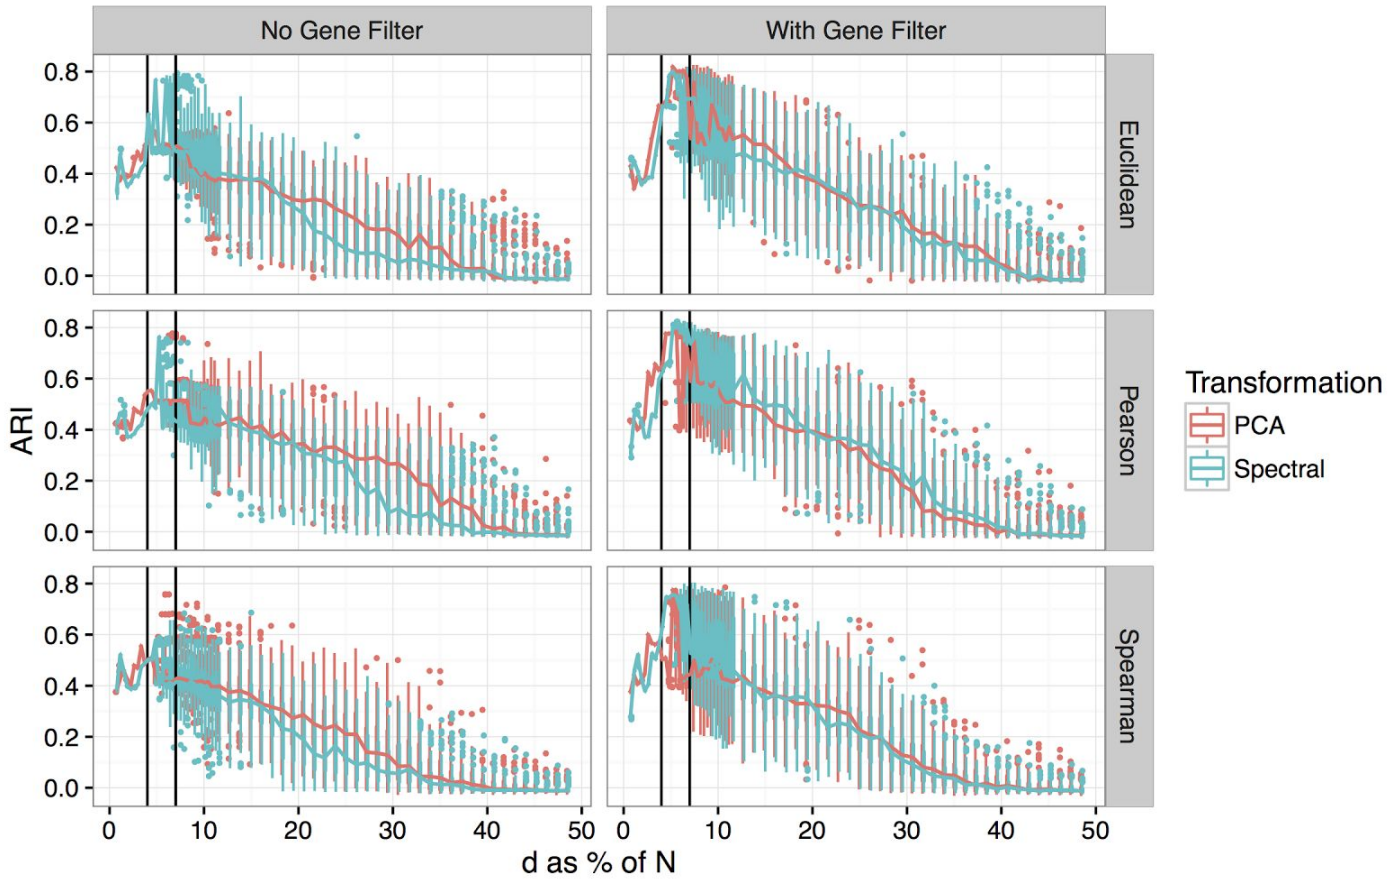 No Gene Filter
With Gene Filter
0.8
0.6
0.4
0.2
0.0
Euclidean
0.8
0.6
0.4
0.2
0.0
Pearson
0.8
0.6
0.4
0.2
0.0
Spearman
ARI
0 10 20 30 40 50
0 10 20 30 40 50
d as % of N
Transformation
PCA
Spectral